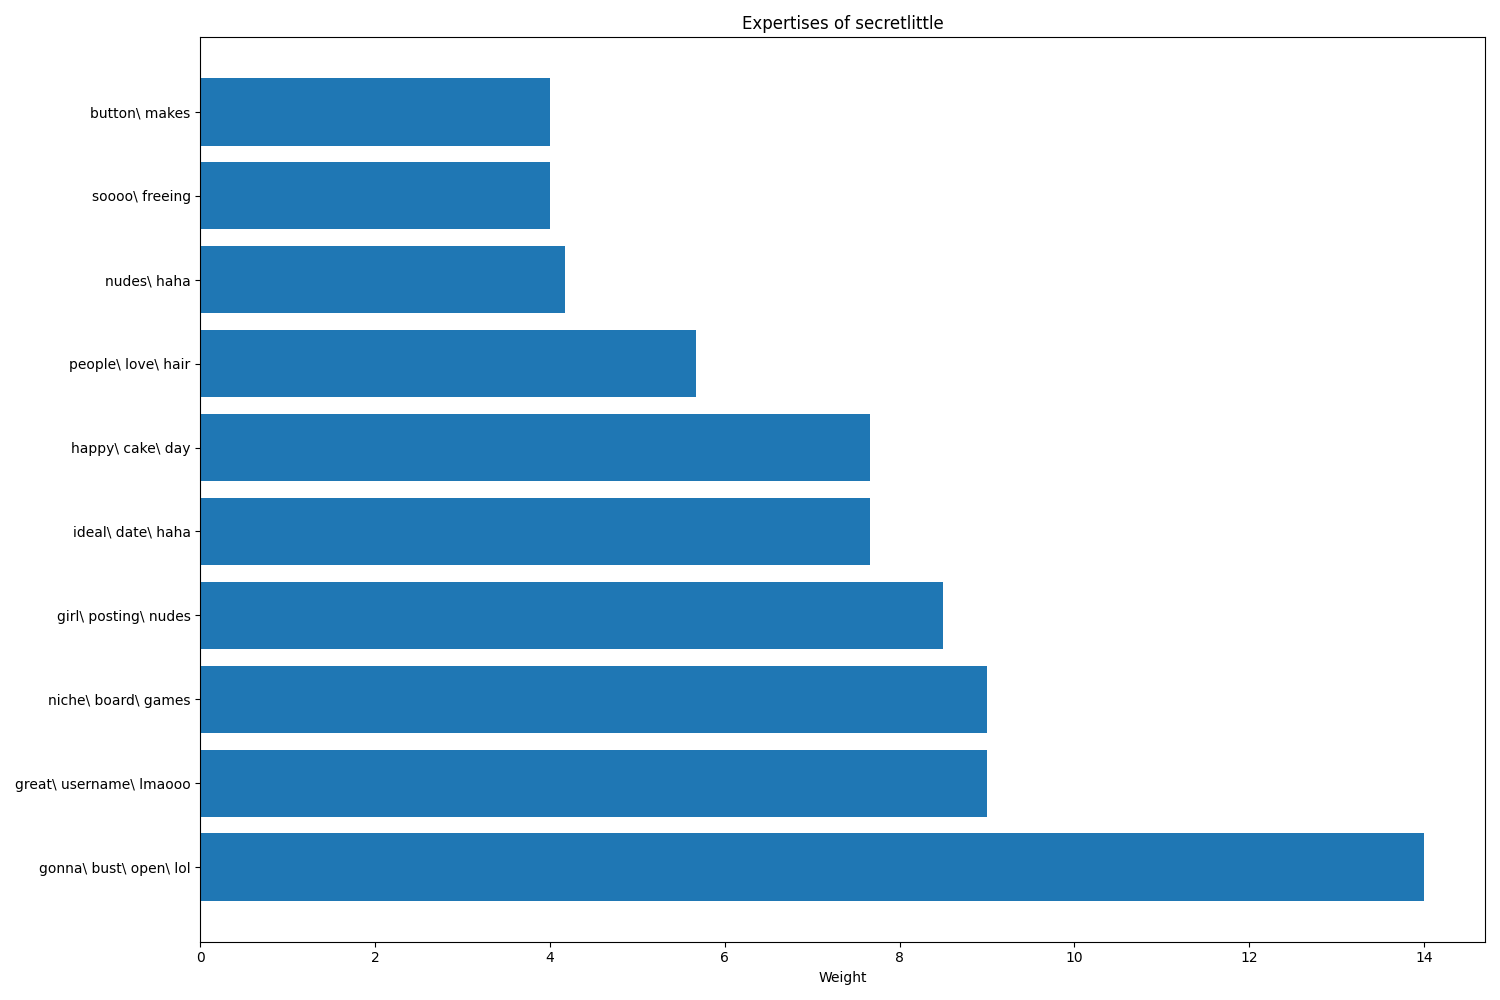 Expertises of secretlittle
button\ makes
soooo\ freeing
nudes\ haha
people\ love\ hair
happy\ cake\ day
ideal\ date\ haha
girl\ posting\ nudes
niche\ board\ games
great\ username\ lmaooo
gonna\ bust\ open\ lol
0 2 4 6 8 10 12 14
Weight